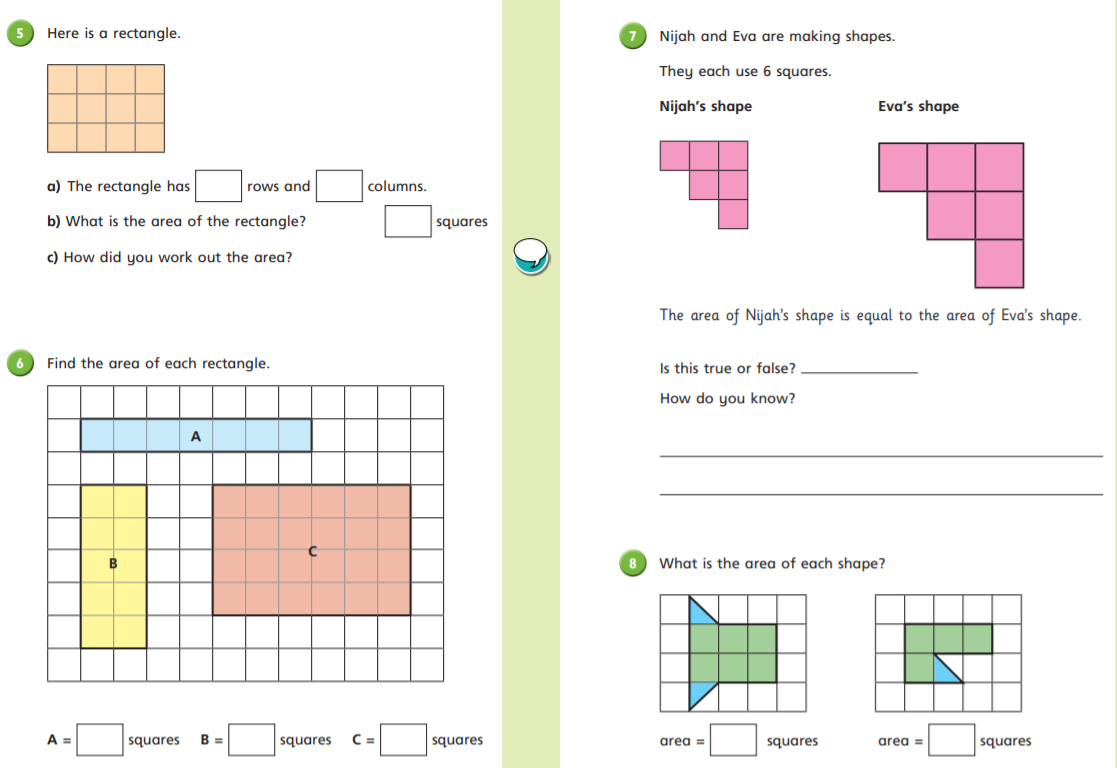 5 Here is a rectangle.
a) The rectangle has rows and columns.
b) What is the area of the rectangle? squares
c) How did you work out the area?
6 Find the area of each rectangle.
A
B
C
A = squares B = squares C = squares
7 Nijah and Eva are making shapes.
They each use 6 squares.
Nijah's shape Eva's shape
The area of Nijah's shape is equal to the area of Eva's shape.
Is this true or false?
How do you know?
8 What is the area of each shape?
area = squares area = squares